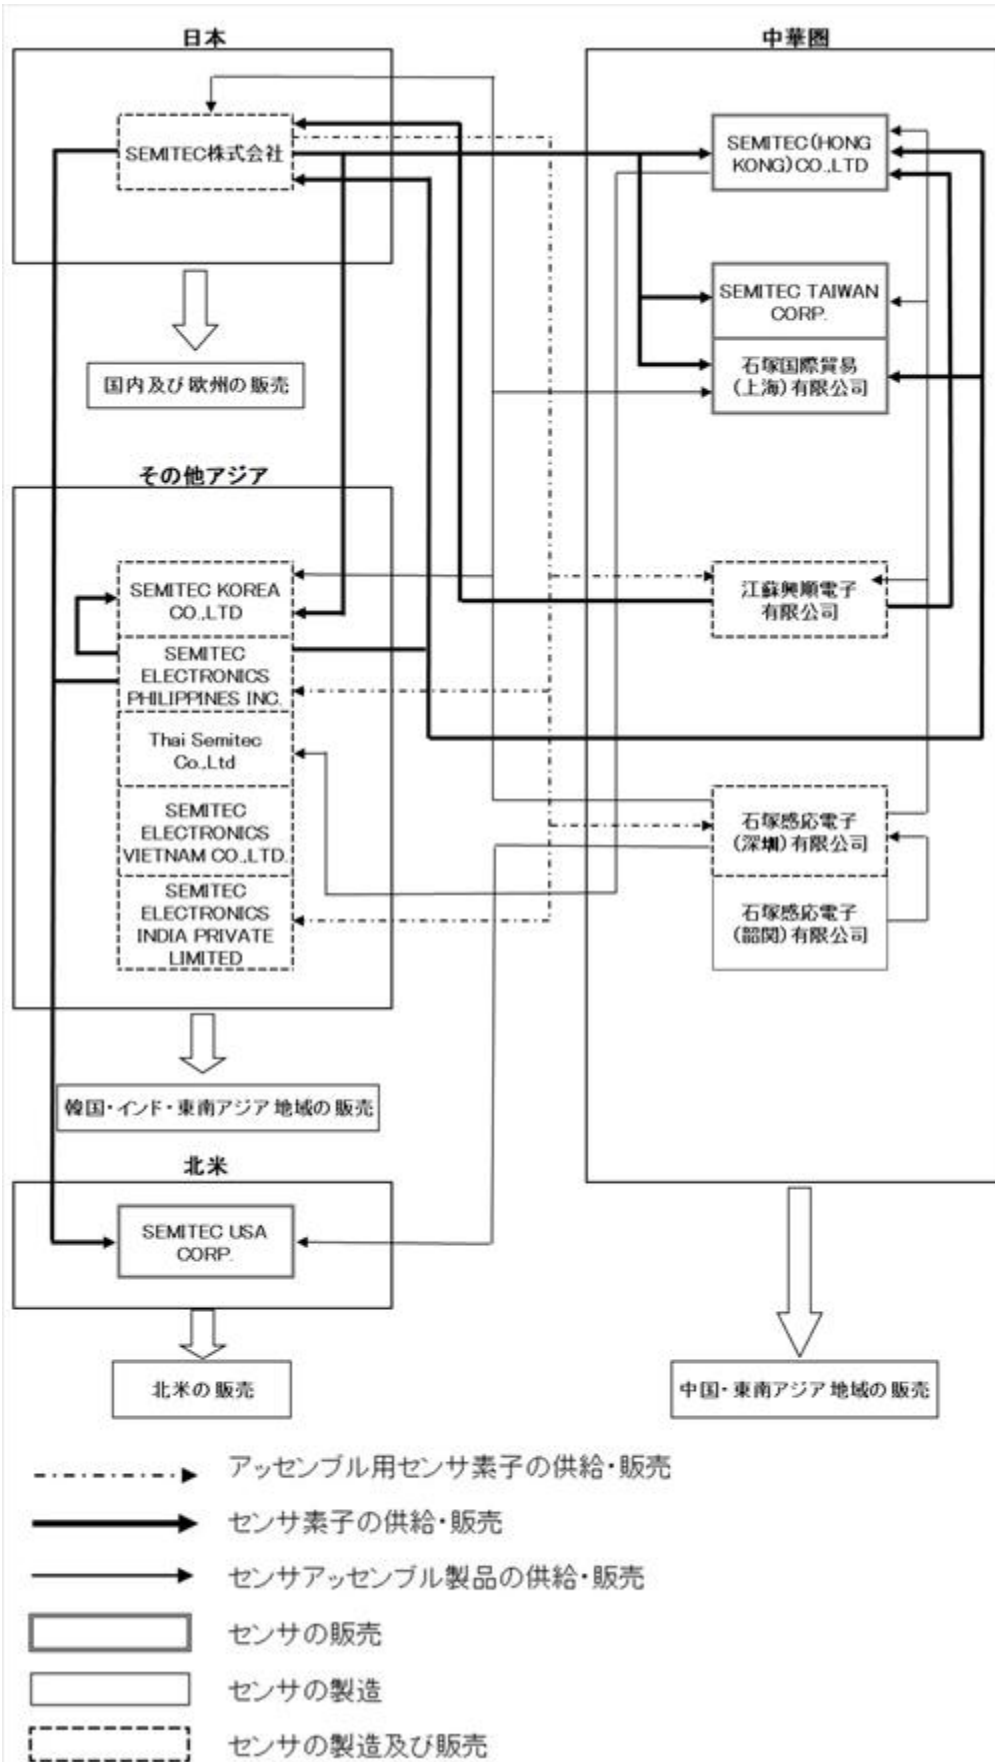 日本
SEMITEC株式会社
国内及び欧州の販売
その他アジア
SEMITEC KOREA
CO.,LTD
SEMITEC
ELECTRONICS
PHILIPPINES INC.
Thai Semitec
Co.,Ltd
SEMITEC
ELECTRONICS
VIETNAM CO.,LTD.
SEMITEC
ELECTRONICS
INDIA PRIVATE
LIMITED
韓国・インド・東南アジア地域の販売
北米
SEMITEC USA
CORP.
北米の販売
中華圏
SEMITEC(HONG
KONG)CO.,LTD
SEMITEC TAIWAN
CORP.
石塚国際貿易
(上海)有限公司
江蘇興順電子
有限公司
石塚感応電子
(深圳)有限公司
石塚感応電子
(韶関)有限公司
中国・東南アジア地域の販売
アッセンブル用センサ素子の供給・販売
センサ素子の供給・販売
センサアッセンブル製品の供給・販売
センサの販売
センサの製造
センサの製造及び販売